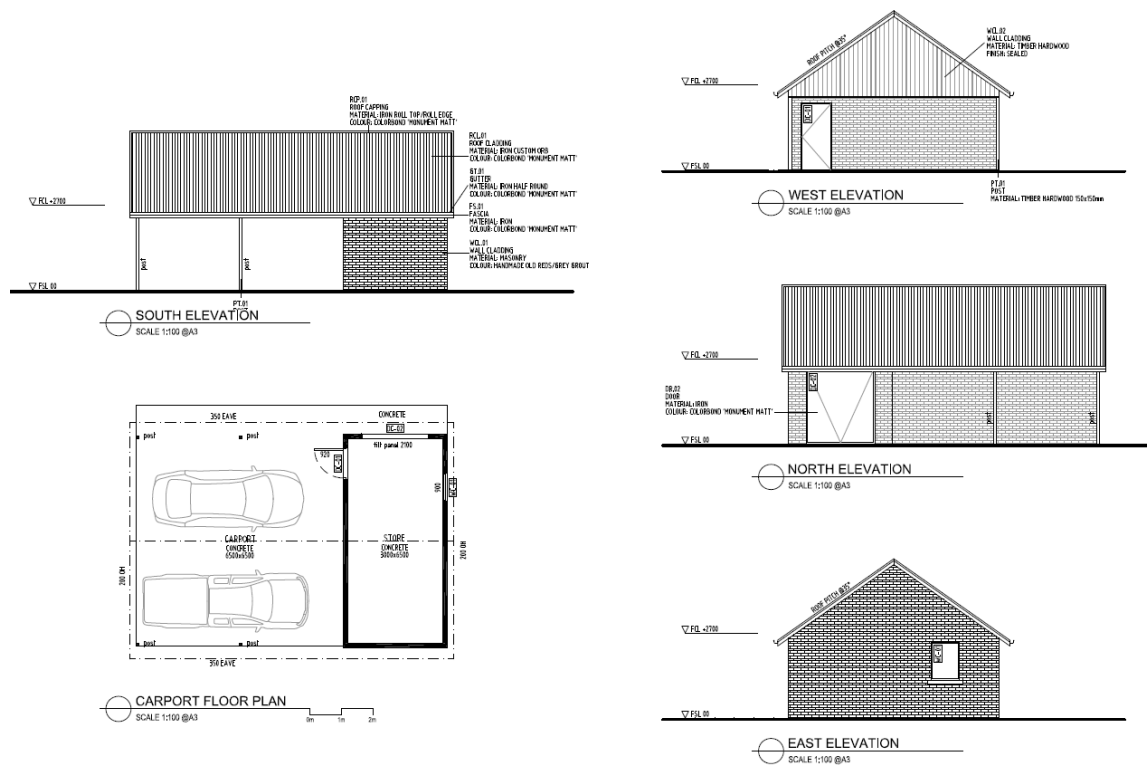 RCP.01
ROOF CAPPING
MATERIAL: IRON ROLL TOP/ROLL EDGE
COLOUR: COLORBOND 'MONUMENT MATT'
RCL.01
ROOF CLADDING
MATERIAL: IRON CUSTOM ORB
COLOUR: COLORBOND 'MONUMENT MATT'
GT.01
GUTTER
MATERIAL: IRON HALF ROUND
COLOUR: COLORBOND 'MONUMENT MATT'
FS.01
FASCIA
MATERIAL: IRON
COLOUR: COLORBOND 'MONUMENT MATT'
WCL.01
WALL CLADDING
MATERIAL: MASONRY
COLOUR: HANDMADE OLD REDS/GREY GROUT
FCL +2700
post
post
FSL 00
PT.01
SOUTH ELEVATION
SCALE 1:100 @A3
350 EAVE
CONCRETE
post
post
tilt panel 2100
920
900
CARPORT
CONCRETE
6500x6500
STORE
CONCRETE
3000x6500
200 OH
200 OH
post
post
350 EAVE
CARPORT FLOOR PLAN
SCALE 1:100 @A3
0m 1m 2m
ROOF PITCH @35°
WCL.02
WALL CLADDING
MATERIAL: TIMBER HARDWOOD
FINISH: SEALED
FCL +2700
FSL 00
PT.01
POST
MATERIAL: TIMBER HARDWOOD 150x150mm
WEST ELEVATION
SCALE 1:100 @A3
FCL +2700
DR.02
DOOR
MATERIAL: IRON
COLOUR: COLORBOND 'MONUMENT MATT'
post
post
FSL 00
NORTH ELEVATION
SCALE 1:100 @A3
ROOF PITCH @35°
FCL +2700
FSL 00
EAST ELEVATION
SCALE 1:100 @A3